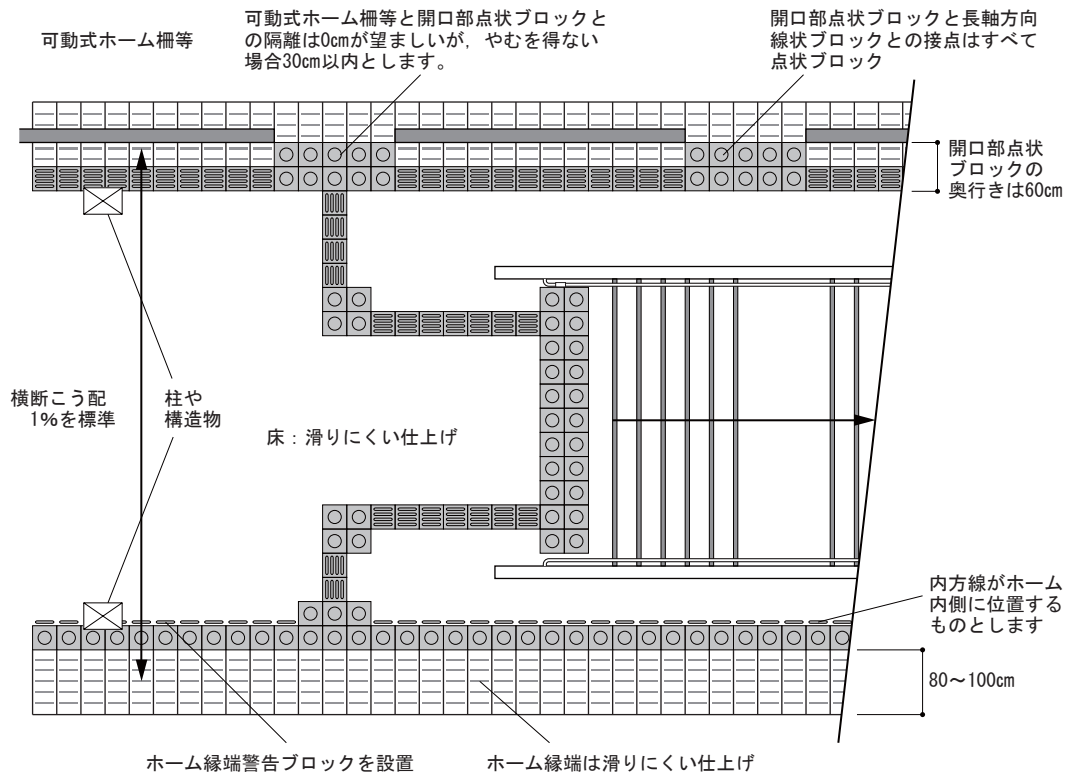 可動式ホーム柵等
可動式ホーム柵等と開口部点状ブロックと
の隔離は0cmが望ましいが，やむを得ない
場合30cm以内とします。
開口部点状ブロックと長軸方向
線状ブロックとの接点はすべて
点状ブロック
開口部点状
ブロックの
奥行きは60cm
横断こう配
1%を標準
柱や
構造物
床：滑りにくい仕上げ
内方線がホーム
内側に位置する
ものとします
80～100cm
ホーム縁端警告ブロックを設置
ホーム縁端は滑りにくい仕上げ